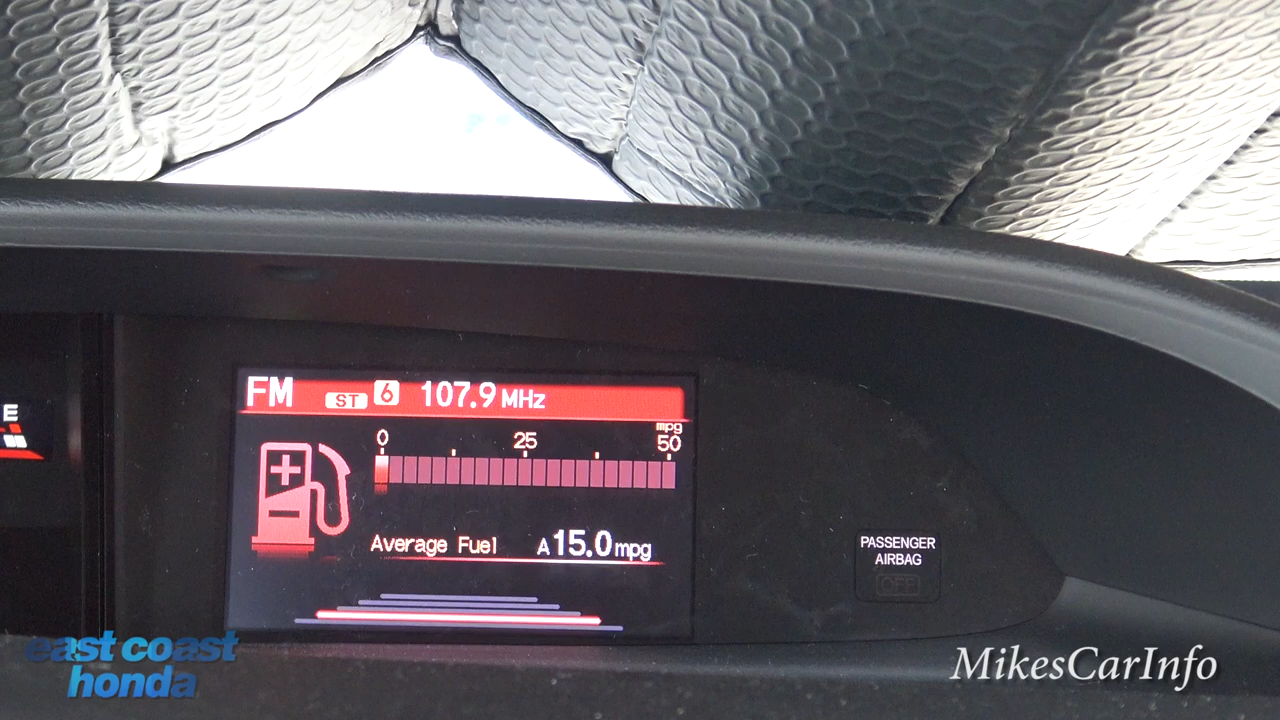 E
FM ST 6 107.9 MHz
mpg
0 25 50
Average Fuel A 15.0 mpg
PASSENGER
AIRBAG
OFF
east coast
honda
MikesCarInfo